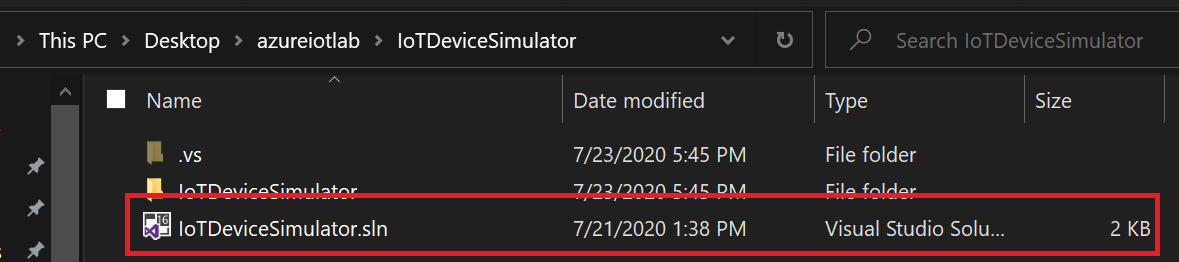 This PC Desktop azureiotlab IoTDeviceSimulator Search IoTDeviceSimulator
Name Date modified Type Size
.vs 7/23/2020 5:45 PM File folder
IoTDeviceSimulator 7/23/2020 5:45 PM File folder
16 IoTDeviceSimulator.sln 7/21/2020 1:38 PM Visual Studio Solu... 2 KB